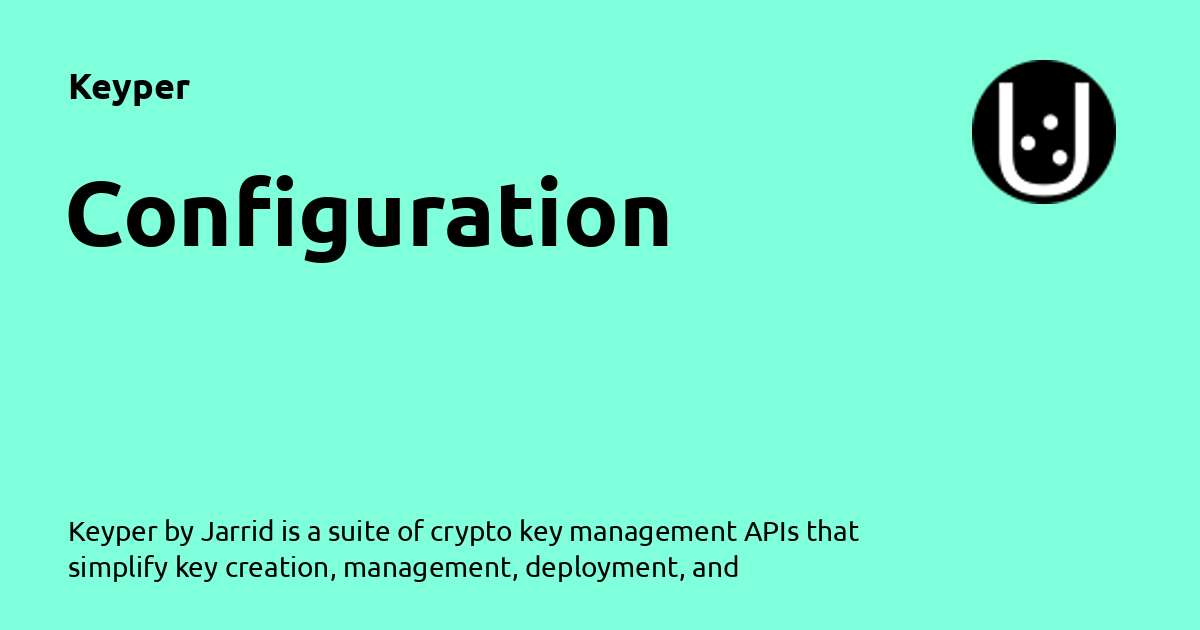 Keyper
Configuration
Keyper by Jarrid is a suite of crypto key management APIs that
simplify key creation, management, deployment, and